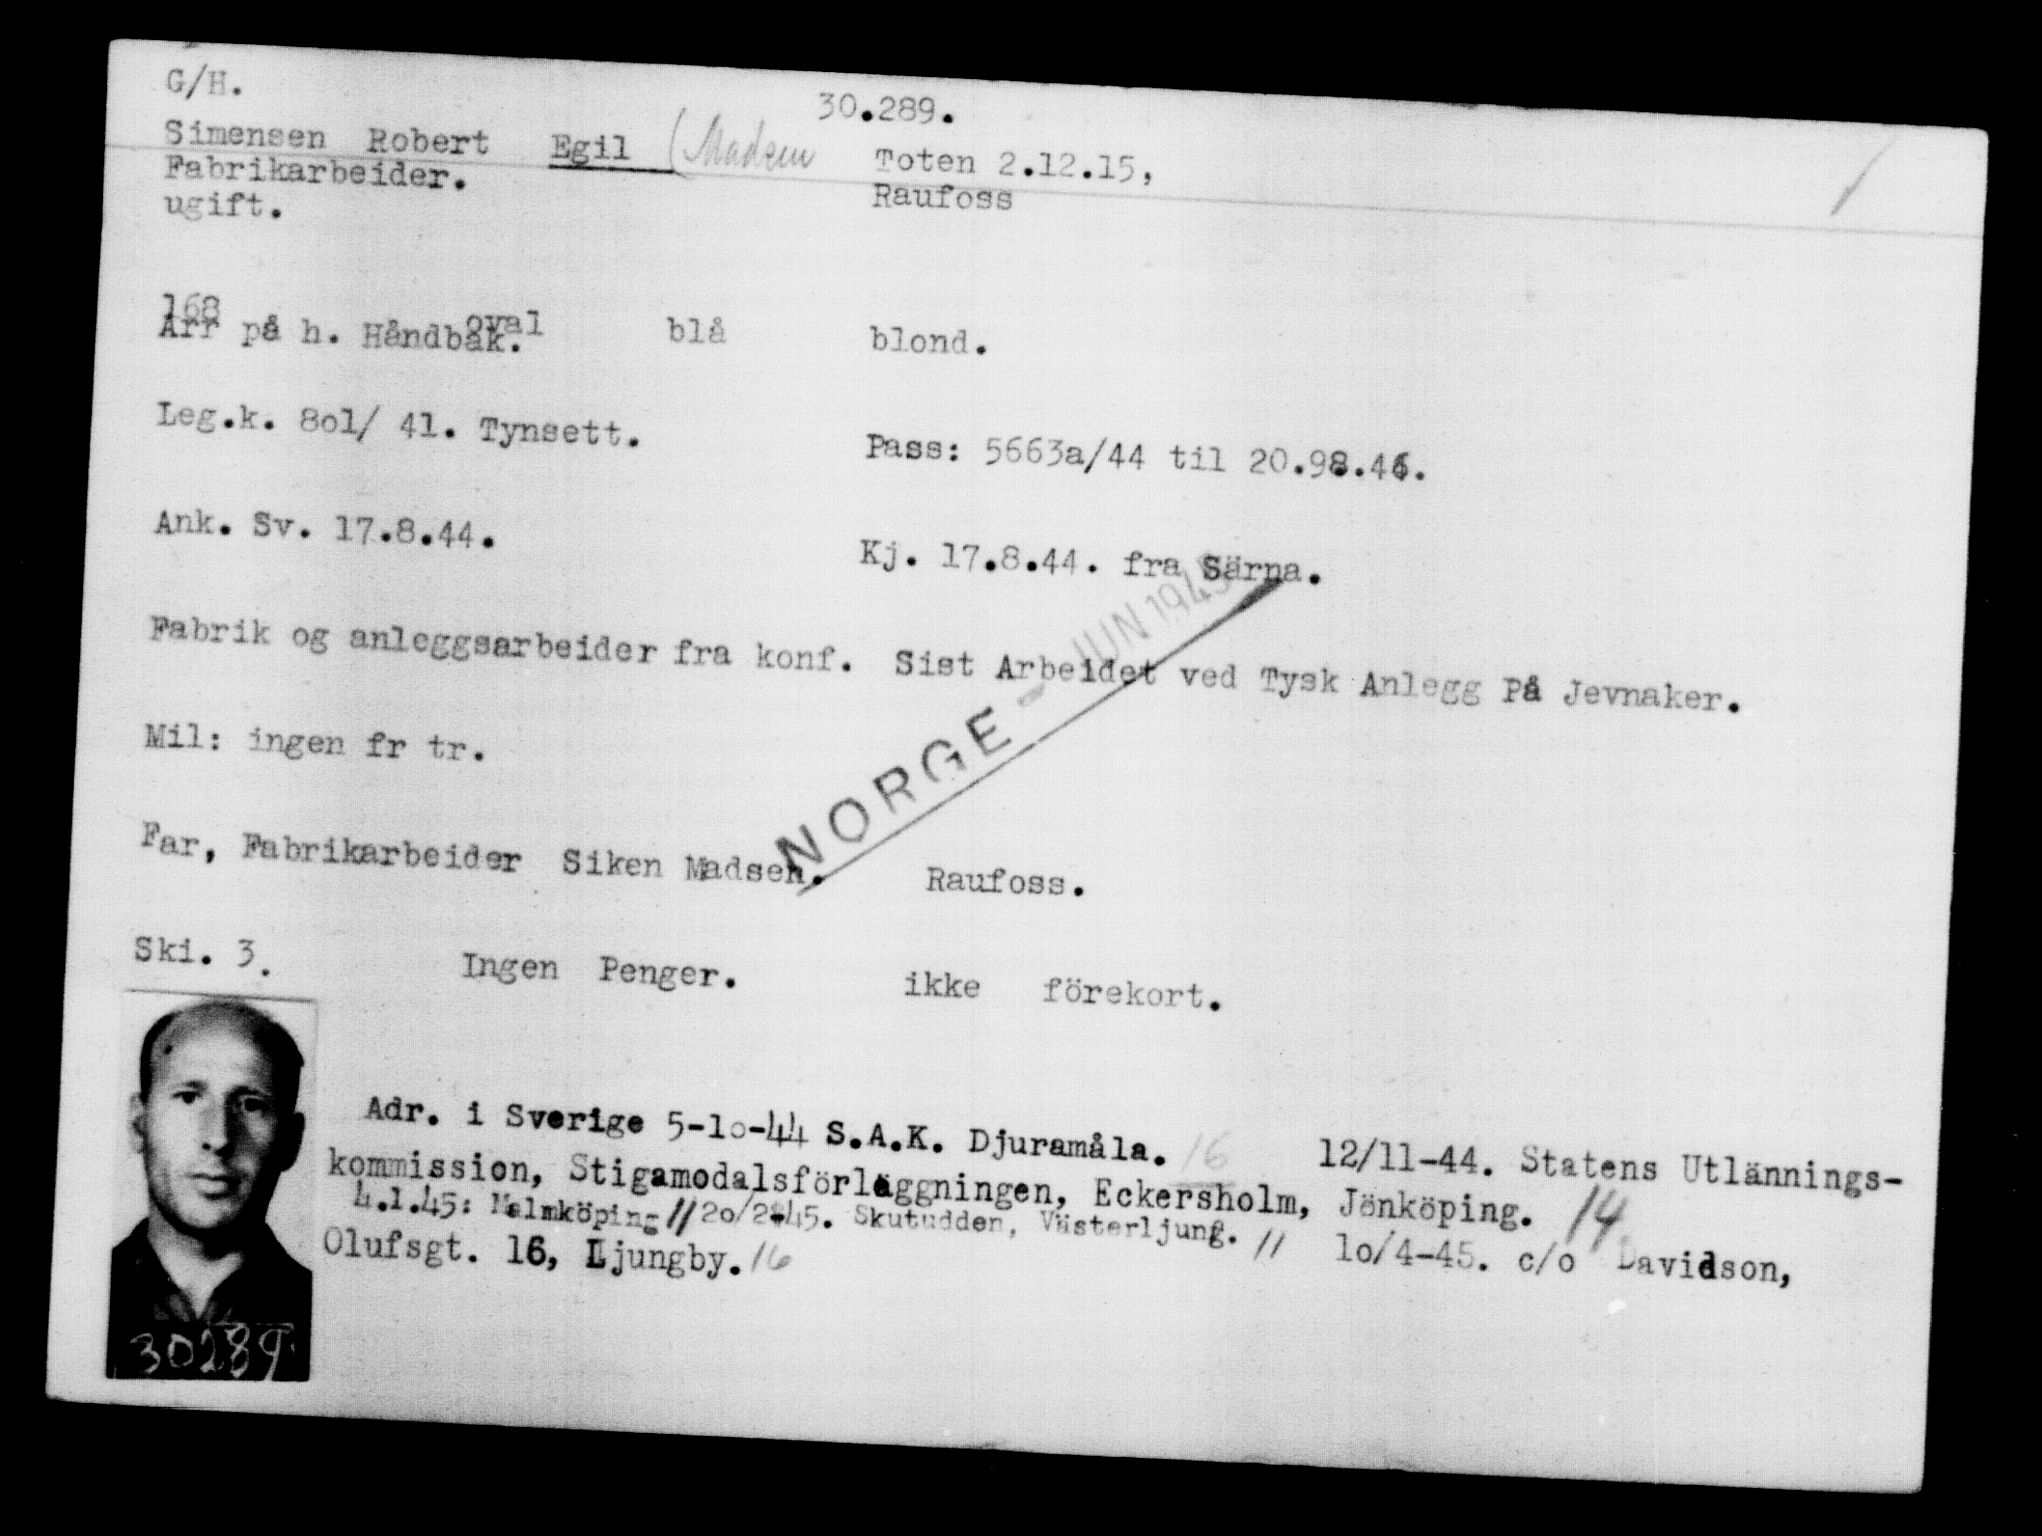 G/H.
30.289.
Simensen Robert Egil (Madsen Toten 2.12.15,
Fabrikarbeider. Raufoss
ugift.
168 oval blå blond.
Arr på h. Håndbak.
Leg.k. 8o1/ 41. Tynsett. Pass: 5663a/44 til 20.98.46.
Ank. Sv. 17.8.44. Kj. 17.8.44. fra Särna.
Fabrik og anleggsarbeider fra konf. Sist Arbeidet ved Tysk Anlegg På Jevnaker.
NORGE - JUN 1945
Mil: ingen fr tr.
Far, Fabrikarbeider Siken Madsen. Raufoss.
Ski. 3. Ingen Penger. ikke förekort.
Adr. i Sverige 5-1o-44 S.A.K. Djuramåla. 16 12/11-44. Statens Utlännings-
kommission, Stigamodalsförläggningen, Eckersholm, Jönköping. 14
4.1.45: Malmköping // 2o/2-45. Skutudden, Västerljung. // 1o/4-45. c/o Davidson,
Olufsgt. 16, Ljungby. 16
30289